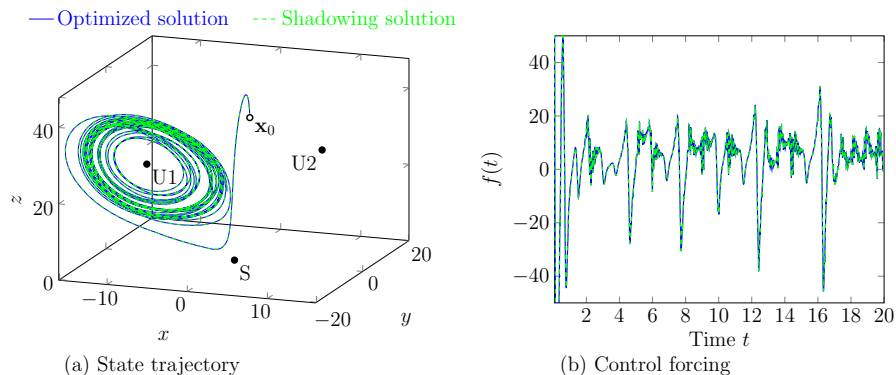 Optimized solution
Shadowing solution
40
20
0
z
−10
0
10
x
−20
0
20
y
x₀
U1
U2
S
(a) State trajectory
40
20
0
−20
−40
f(t)
2 4 6 8 10 12 14 16 18 20
Time t
(b) Control forcing